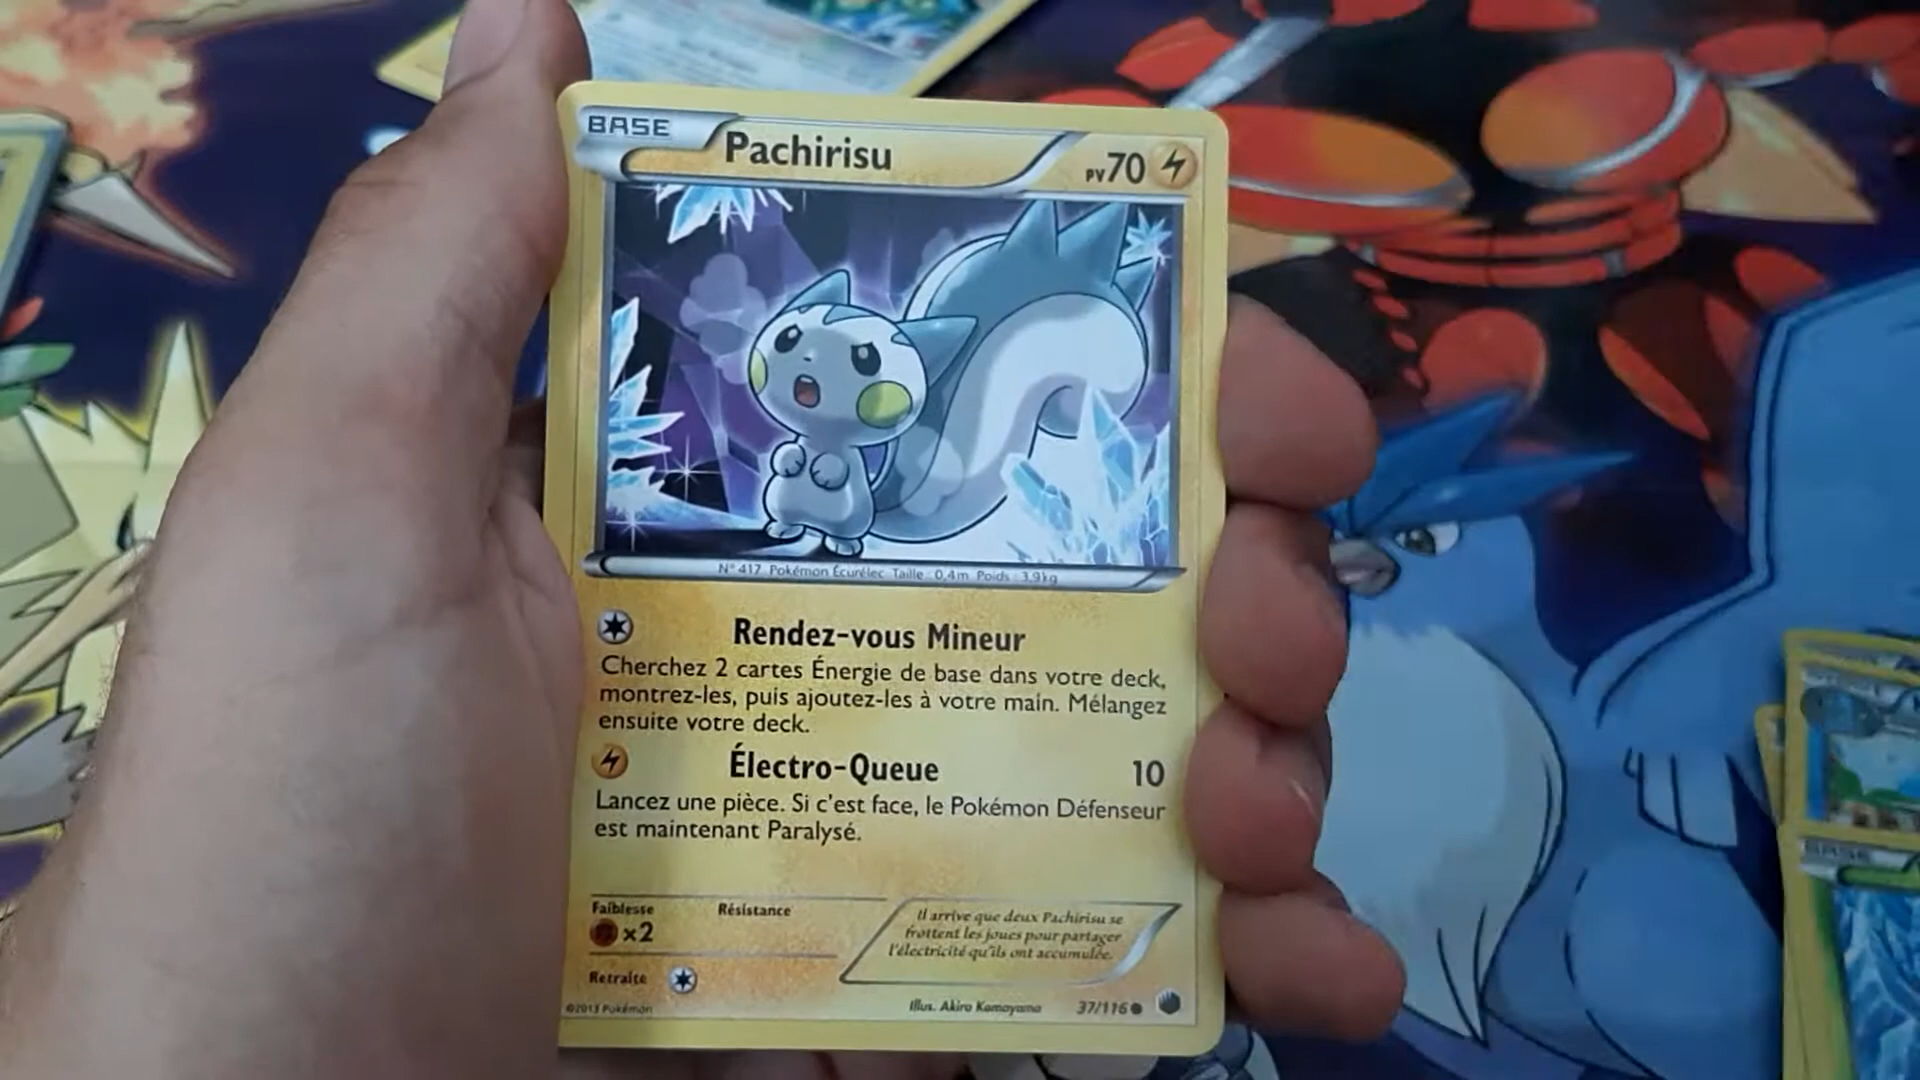 BASE
Pachirisu
PV70
N° 417 Pokémon Écurélec Taille : 0,4m Poids : 3,9kg
Rendez-vous Mineur
Cherchez 2 cartes Énergie de base dans votre deck,
montrez-les, puis ajoutez-les à votre main. Mélangez
ensuite votre deck.
Électro-Queue 10
Lancez une pièce. Si c'est face, le Pokémon Défenseur
est maintenant Paralysé.
Faiblesse Résistance
x2
Retraite
Il arrive que deux Pachirisu se
frottent les joues pour partager
l'électricité qu'ils ont accumulée.
©2013 Pokémon Illus. Akira Komayama 37/116
BASE